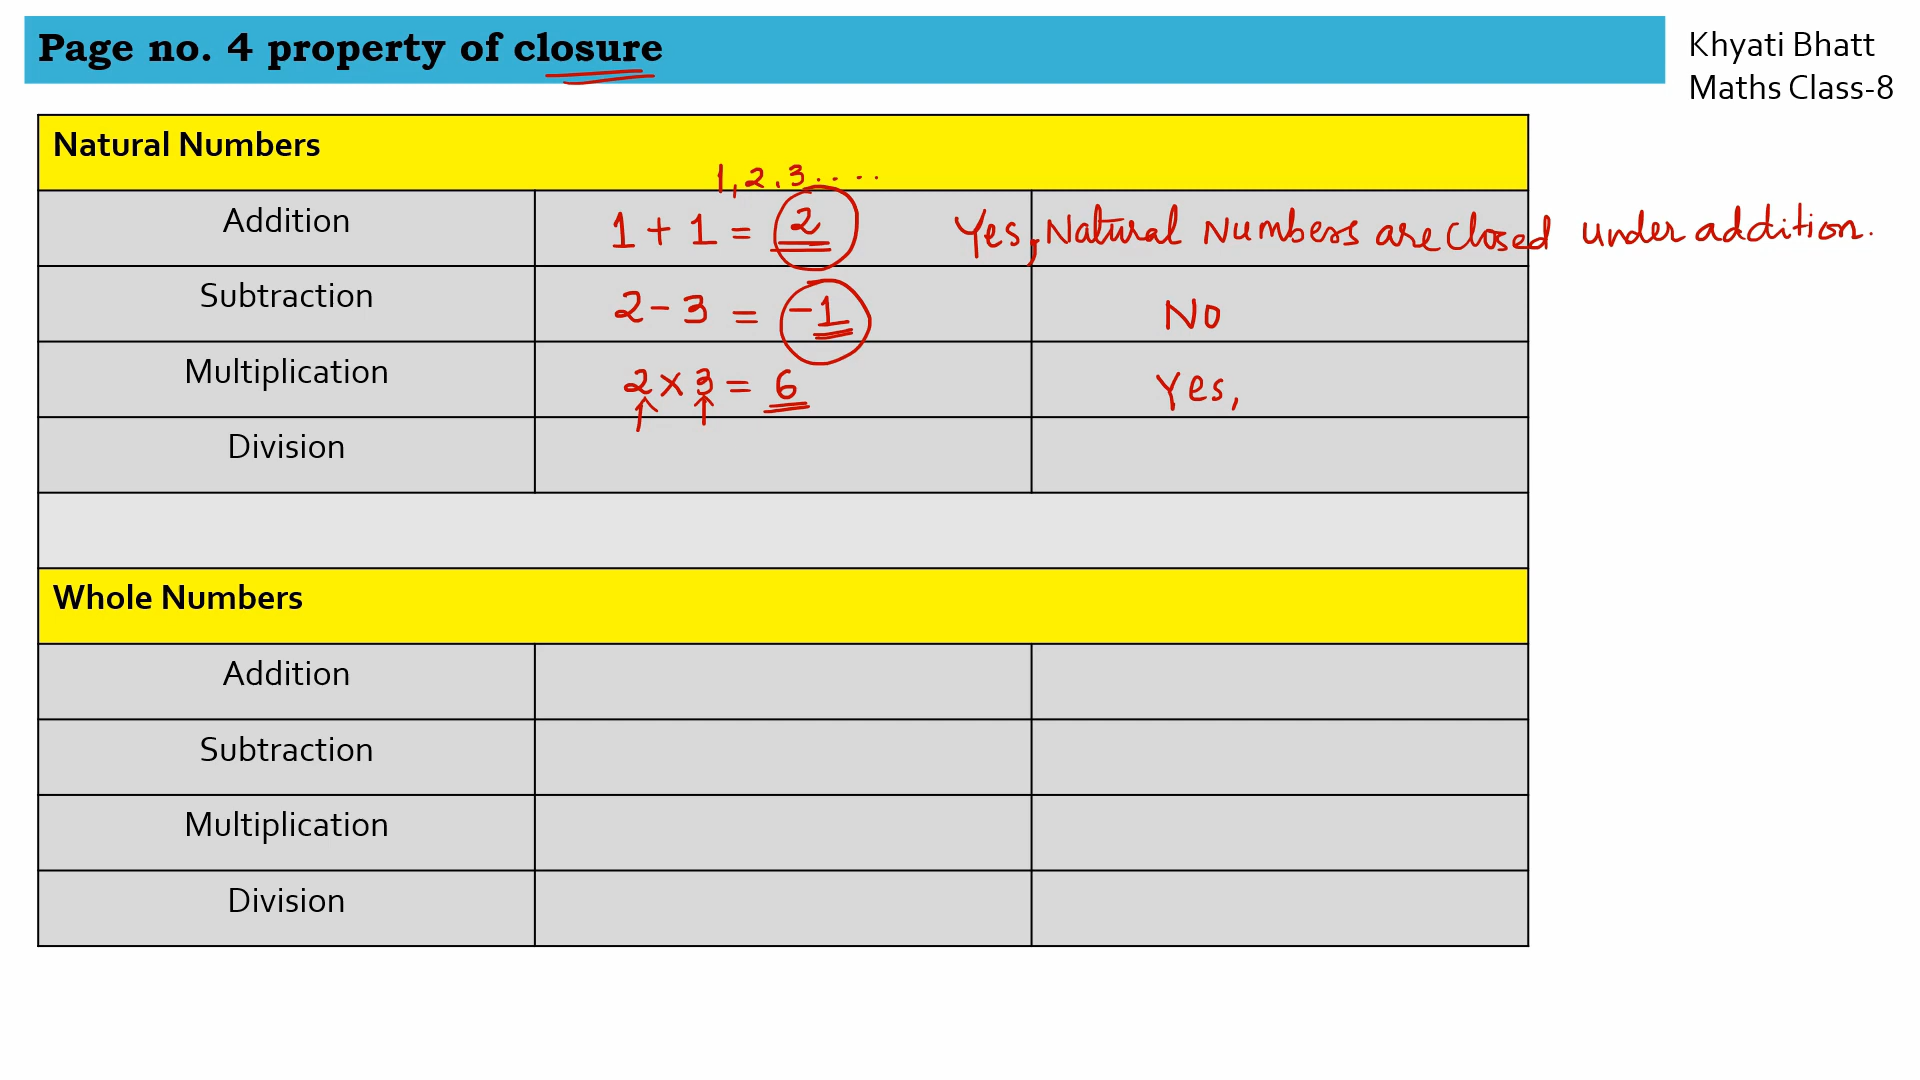 Page no. 4 property of closure
Khyati Bhatt
Maths Class-8
Natural Numbers
1, 2, 3.....
Addition 1 + 1 = 2 Yes, Natural Numbers are closed under addition.
Subtraction 2 - 3 = -1 No
Multiplication 2 × 3 = 6 Yes,
Division
Whole Numbers
Addition
Subtraction
Multiplication
Division